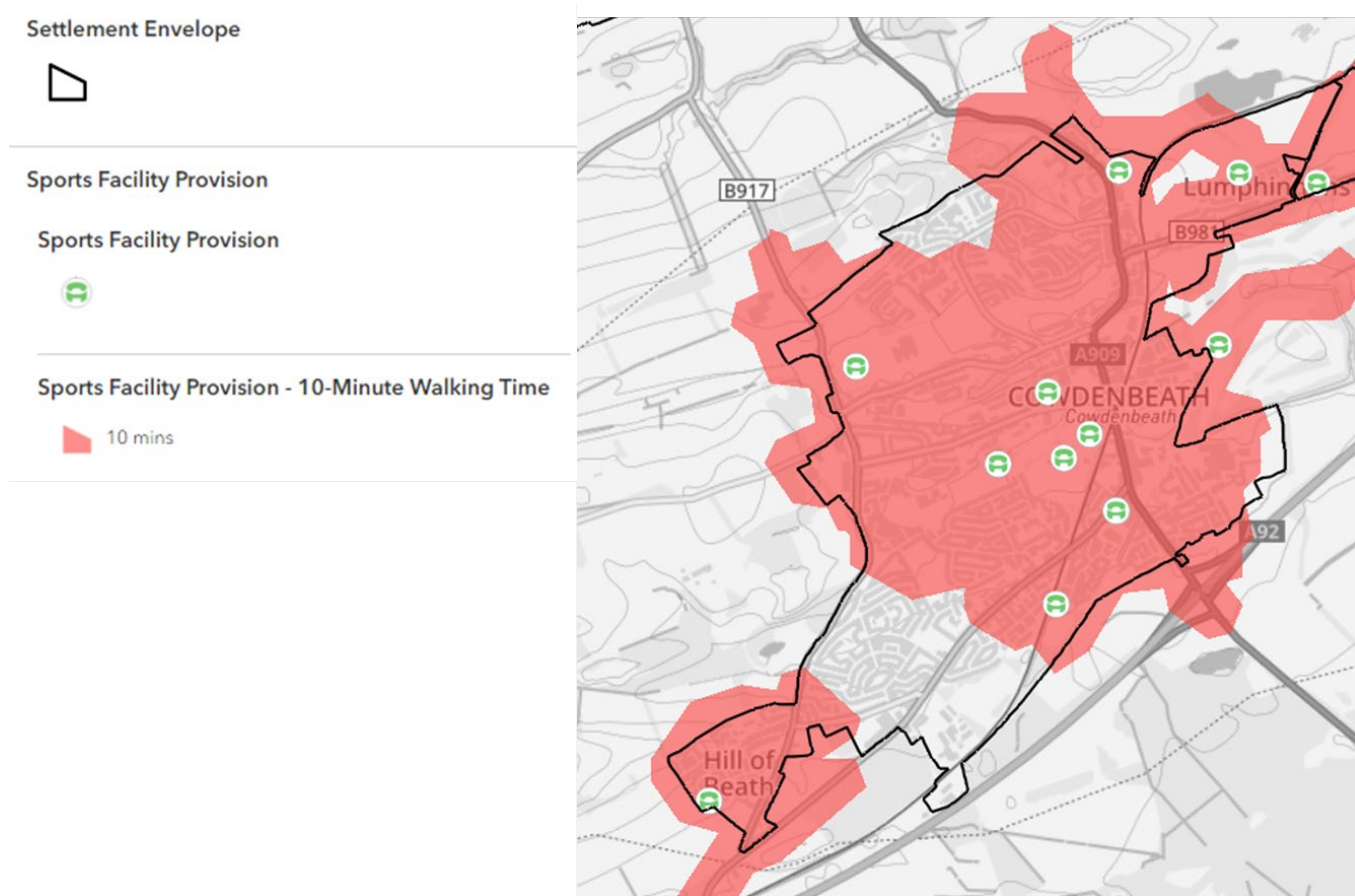 Settlement Envelope
Sports Facility Provision
Sports Facility Provision
Sports Facility Provision - 10-Minute Walking Time
10 mins
B917
Lumphinnans
B981
A909
COWDENBEATH
Cowdenbeath
A92
Hill of
Beath